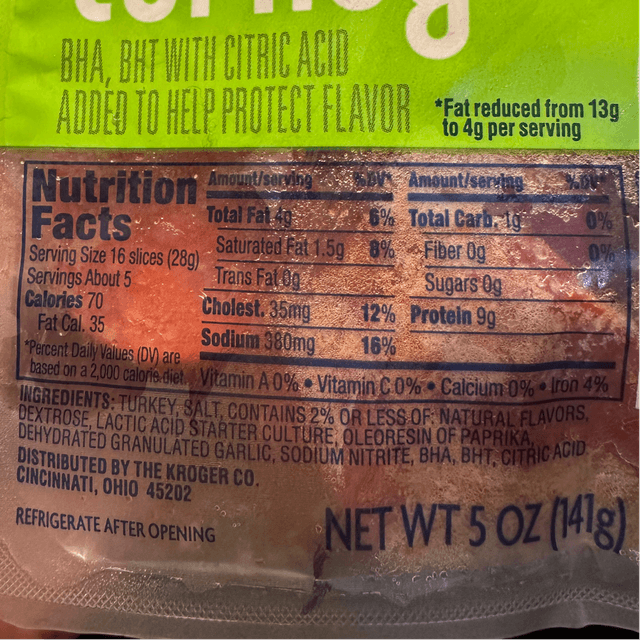 BHA, BHT WITH CITRIC ACID
ADDED TO HELP PROTECT FLAVOR
*Fat reduced from 13g
to 4g per serving
Nutrition
Facts
Serving Size 16 slices (28g)
Servings About 5
Calories 70
Fat Cal. 35
*Percent Daily Values (DV) are
based on a 2,000 calorie diet.
Amount/serving %DV*
Total Fat 4g 6%
Saturated Fat 1.5g 8%
Trans Fat 0g
Cholest. 35mg 12%
Sodium 380mg 16%
Amount/serving %DV*
Total Carb. 1g 0%
Fiber 0g 0%
Sugars 0g
Protein 9g
Vitamin A 0% • Vitamin C 0% • Calcium 0% • Iron 4%
INGREDIENTS: TURKEY, SALT, CONTAINS 2% OR LESS OF: NATURAL FLAVORS,
DEXTROSE, LACTIC ACID STARTER CULTURE, OLEORESIN OF PAPRIKA,
DEHYDRATED GRANULATED GARLIC, SODIUM NITRITE, BHA, BHT, CITRIC ACID.
DISTRIBUTED BY THE KROGER CO.
CINCINNATI, OHIO 45202
REFRIGERATE AFTER OPENING
NET WT 5 OZ (141g)